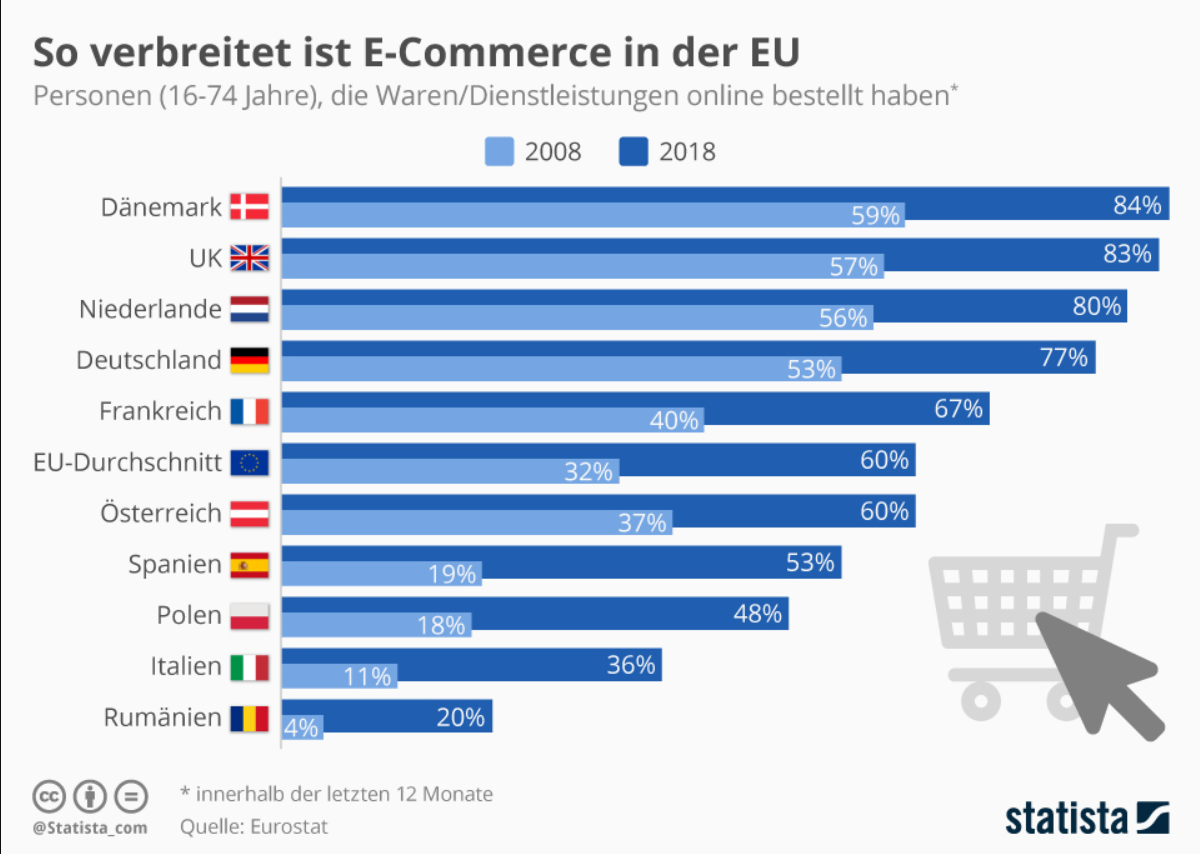 So verbreitet ist E-Commerce in der EU
Personen (16-74 Jahre), die Waren/Dienstleistungen online bestellt haben*
2008 2018
Dänemark 84%
59%
UK 83%
57%
Niederlande 80%
56%
Deutschland 77%
53%
Frankreich 67%
40%
EU-Durchschnitt 60%
32%
Österreich 60%
37%
Spanien 53%
19%
Polen 48%
18%
Italien 36%
11%
Rumänien 20%
4%
cc =
@Statista_com
* innerhalb der letzten 12 Monate
Quelle: Eurostat
statista